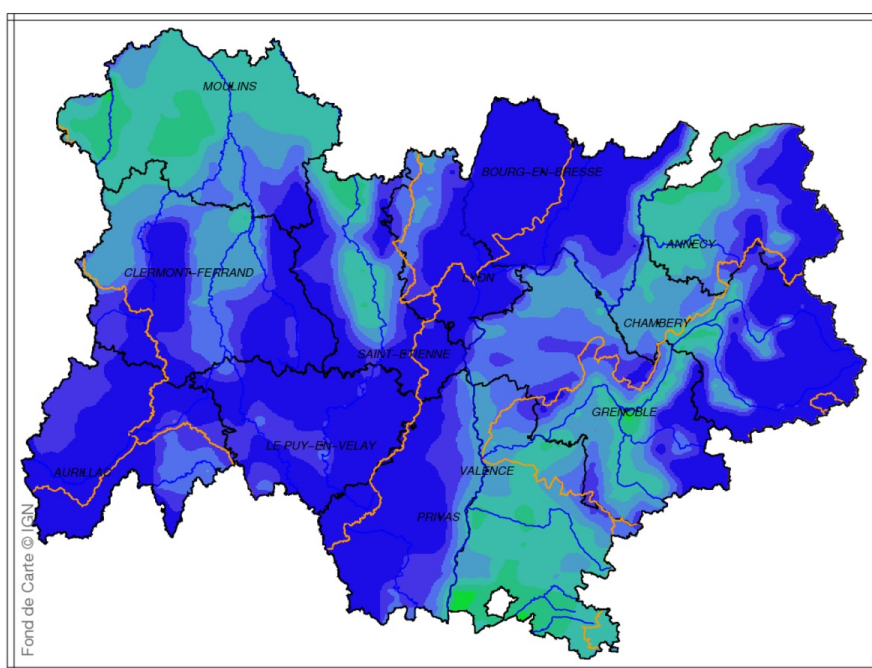 MOULINS
BOURG-EN-BRESSE
ANNECY
CLERMONT-FERRAND
LYON
CHAMBERY
SAINT-ETIENNE
GRENOBLE
LE PUY-EN-VELAY
VALENCE
AURILLAC
PRIVAS
Fond de Carte © IGN